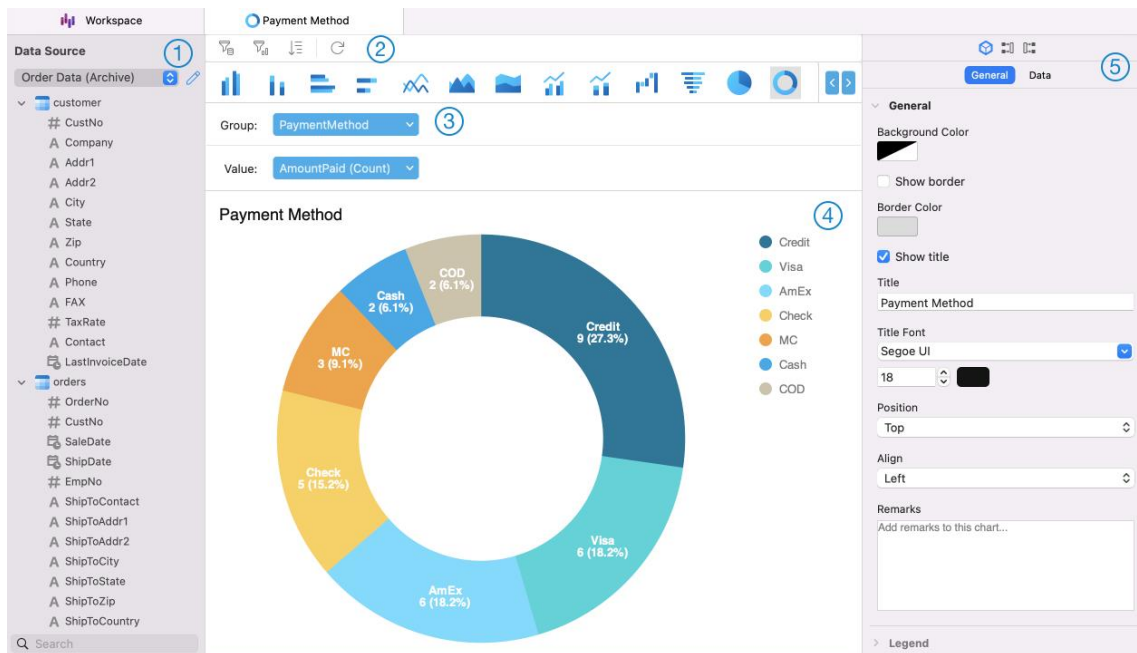 Workspace
Payment Method
Data Source
1
2
Order Data (Archive)
customer
# CustNo
A Company
A Addr1
A Addr2
A City
A State
A Zip
A Country
A Phone
A FAX
# TaxRate
A Contact
LastInvoiceDate
orders
# OrderNo
# CustNo
SaleDate
ShipDate
# EmpNo
A ShipToContact
A ShipToAddr1
A ShipToAddr2
A ShipToCity
A ShipToState
A ShipToZip
A ShipToCountry
Search
Group: PaymentMethod
3
Value: AmountPaid (Count)
Payment Method
4
COD
2 (6.1%)
Cash
2 (6.1%)
Credit
9 (27.3%)
MC
3 (9.1%)
Check
5 (15.2%)
Visa
6 (18.2%)
AmEx
6 (18.2%)
Credit
Visa
AmEx
Check
MC
Cash
COD
5
General Data
General
Background Color
Show border
Border Color
Show title
Title
Payment Method
Title Font
Segoe UI
18
Position
Top
Align
Left
Remarks
Add remarks to this chart...
Legend